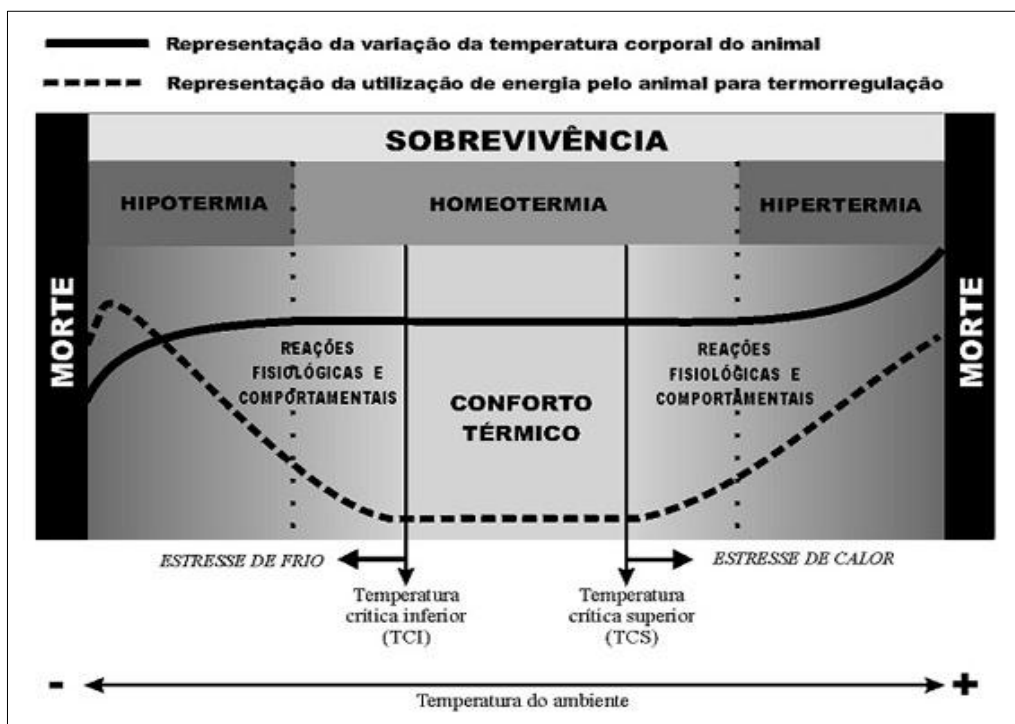 Representação da variação da temperatura corporal do animal
Representação da utilização de energia pelo animal para termorregulação
SOBREVIVÊNCIA
HIPOTERMIA
HOMEOTERMIA
HIPERTERMIA
MORTE
MORTE
REAÇÕES
FISIOLÓGICAS E
COMPORTAMENTAIS
CONFORTO
TÉRMICO
REAÇÕES
FISIOLÓGICAS E
COMPORTAMENTAIS
ESTRESSE DE FRIO
ESTRESSE DE CALOR
Temperatura
crítica inferior
(TCI)
Temperatura
crítica superior
(TCS)
-
+
Temperatura do ambiente